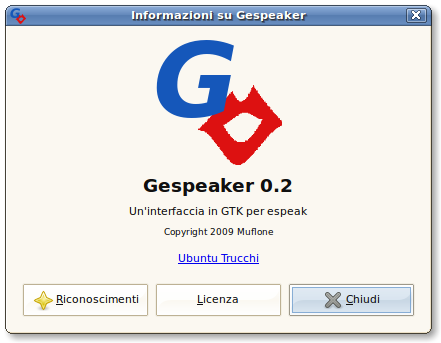 Informazioni su Gespeaker
G
Gespeaker 0.2
Un'interfaccia in GTK per espeak
Copyright 2009 Muflone
Ubuntu Trucchi
Riconoscimenti
Licenza
Chiudi